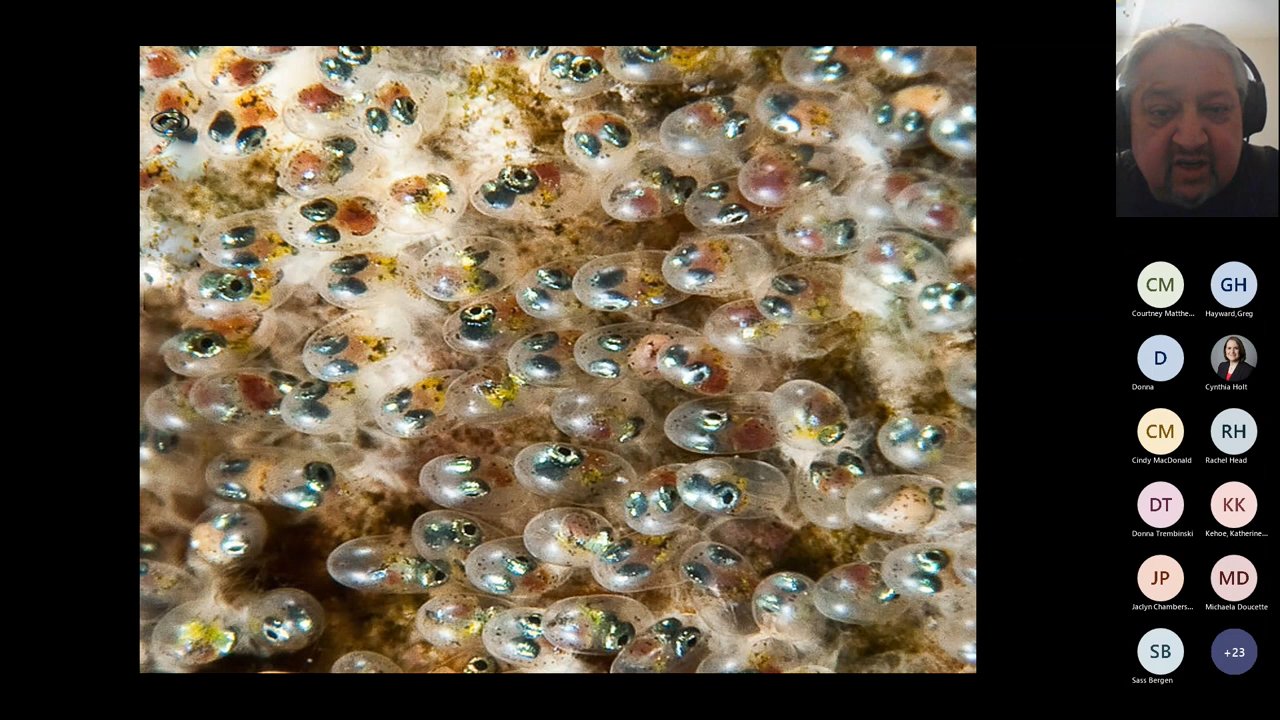 CM
GH
Courtney Matthe...
Hayward,Greg
D
Donna
Cynthia Holt
CM
RH
Cindy MacDonald
Rachel Head
DT
KK
Donna Trembinski
Kehoe, Katherine...
JP
MD
Jaclyn Chambers...
Michaela Doucette
SB
+23
Sass Bergen